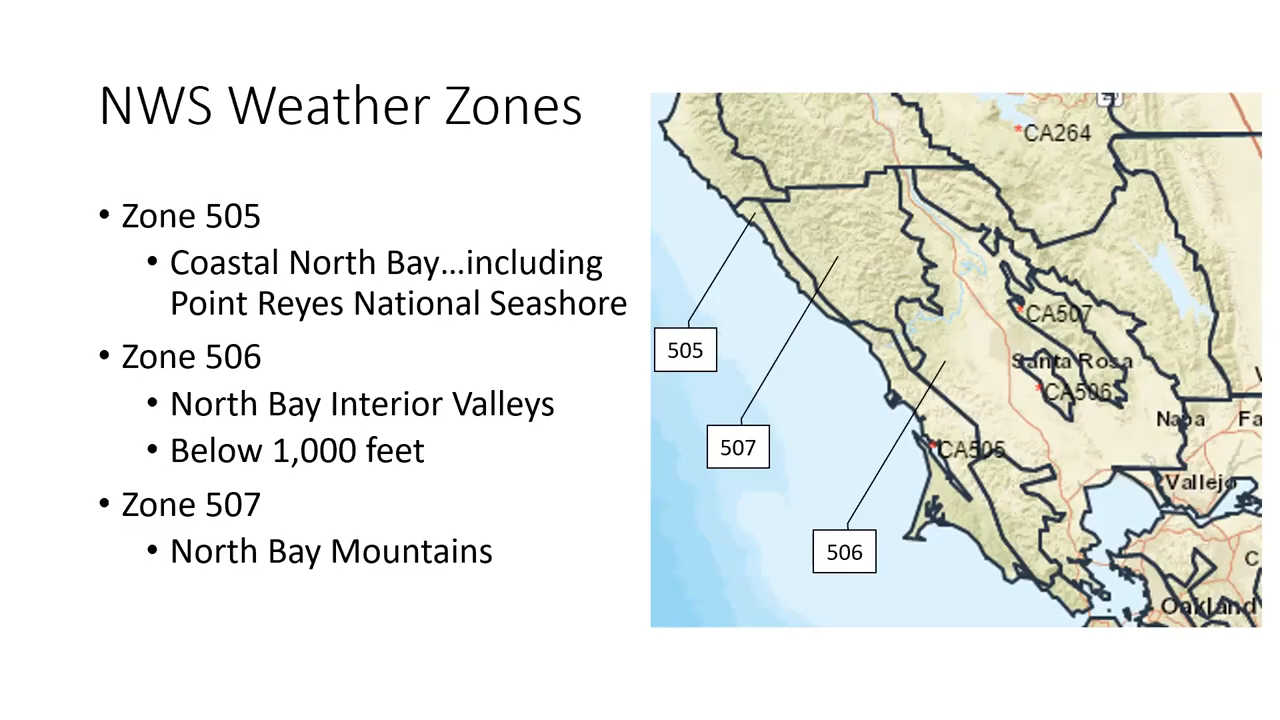 NWS Weather Zones
• Zone 505
• Coastal North Bay...including
Point Reyes National Seashore
• Zone 506
• North Bay Interior Valleys
• Below 1,000 feet
• Zone 507
• North Bay Mountains
*CA264
*CA507
505
Santa Rosa
*CA506
Napa
Fa
507
*CA505
Vallejo
506
C
Oakland